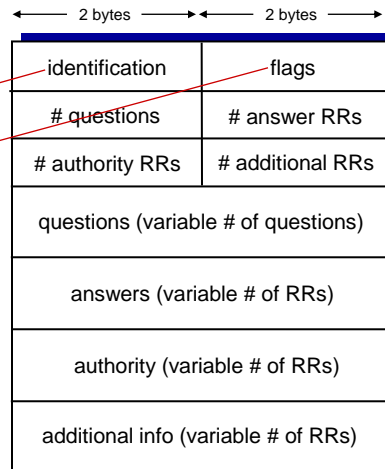 2 bytes 2 bytes
identification flags
# questions # answer RRs
# authority RRs # additional RRs
questions (variable # of questions)
answers (variable # of RRs)
authority (variable # of RRs)
additional info (variable # of RRs)